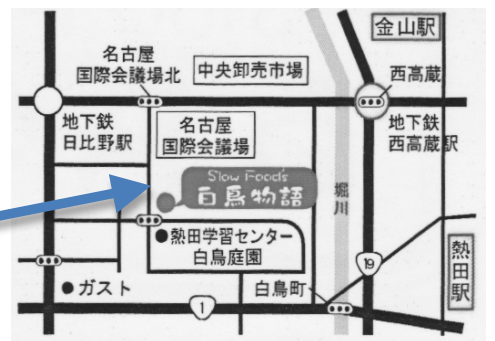 金山駅
名古屋
国際会議場北
中央卸売市場
西高蔵
地下鉄
日比野駅
名古屋
国際会議場
地下鉄
西高蔵駅
Slow Foods
白鳥物語
堀川
熱田学習センター
白鳥庭園
19
熱田駅
ガスト
1
白鳥町